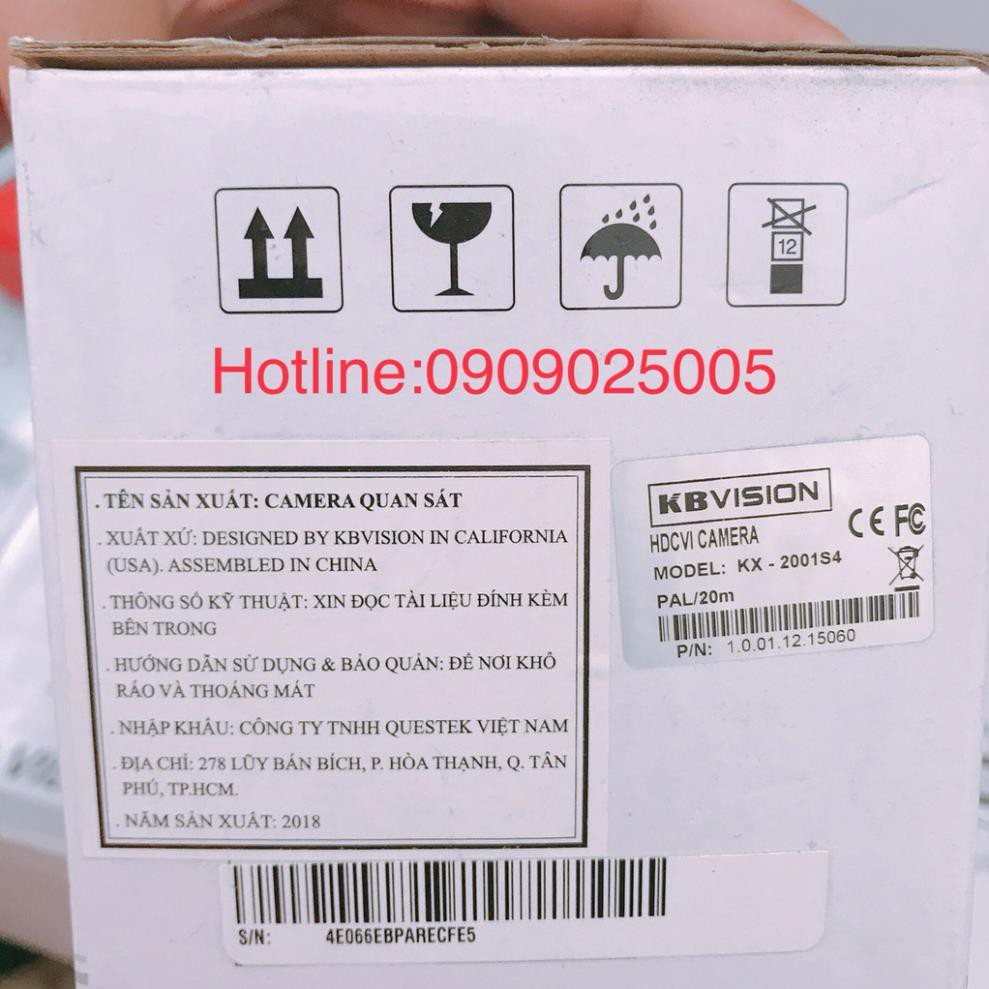 12
Hotline:0909025005
. TÊN SẢN XUẤT: CAMERA QUAN SÁT
. XUẤT XỨ: DESIGNED BY KBVISION IN CALIFORNIA
(USA). ASSEMBLED IN CHINA
. THÔNG SỐ KỸ THUẬT: XIN ĐỌC TÀI LIỆU ĐÍNH KÈM
BÊN TRONG
. HƯỚNG DẪN SỬ DỤNG & BẢO QUẢN: ĐỂ NƠI KHÔ
RÁO VÀ THOÁNG MÁT
. NHẬP KHẨU: CÔNG TY TNHH QUESTEK VIỆT NAM
. ĐỊA CHỈ: 278 LŨY BÁN BÍCH, P. HÒA THẠNH, Q. TÂN
PHÚ, TP.HCM.
. NĂM SẢN XUẤT: 2018
KBVISION
HDCVI CAMERA
CE FC
MODEL: KX - 2001S4
PAL/20m
P/N: 1.0.01.12.15060
S/N: 4E066EBPARECFE5